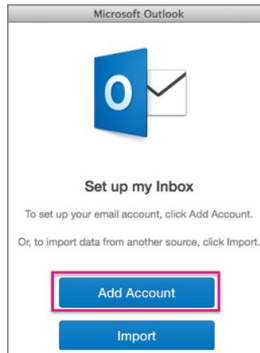 Microsoft Outlook
Set up my Inbox
To set up your email account, click Add Account.
Or, to import data from another source, click Import.
Add Account
Import